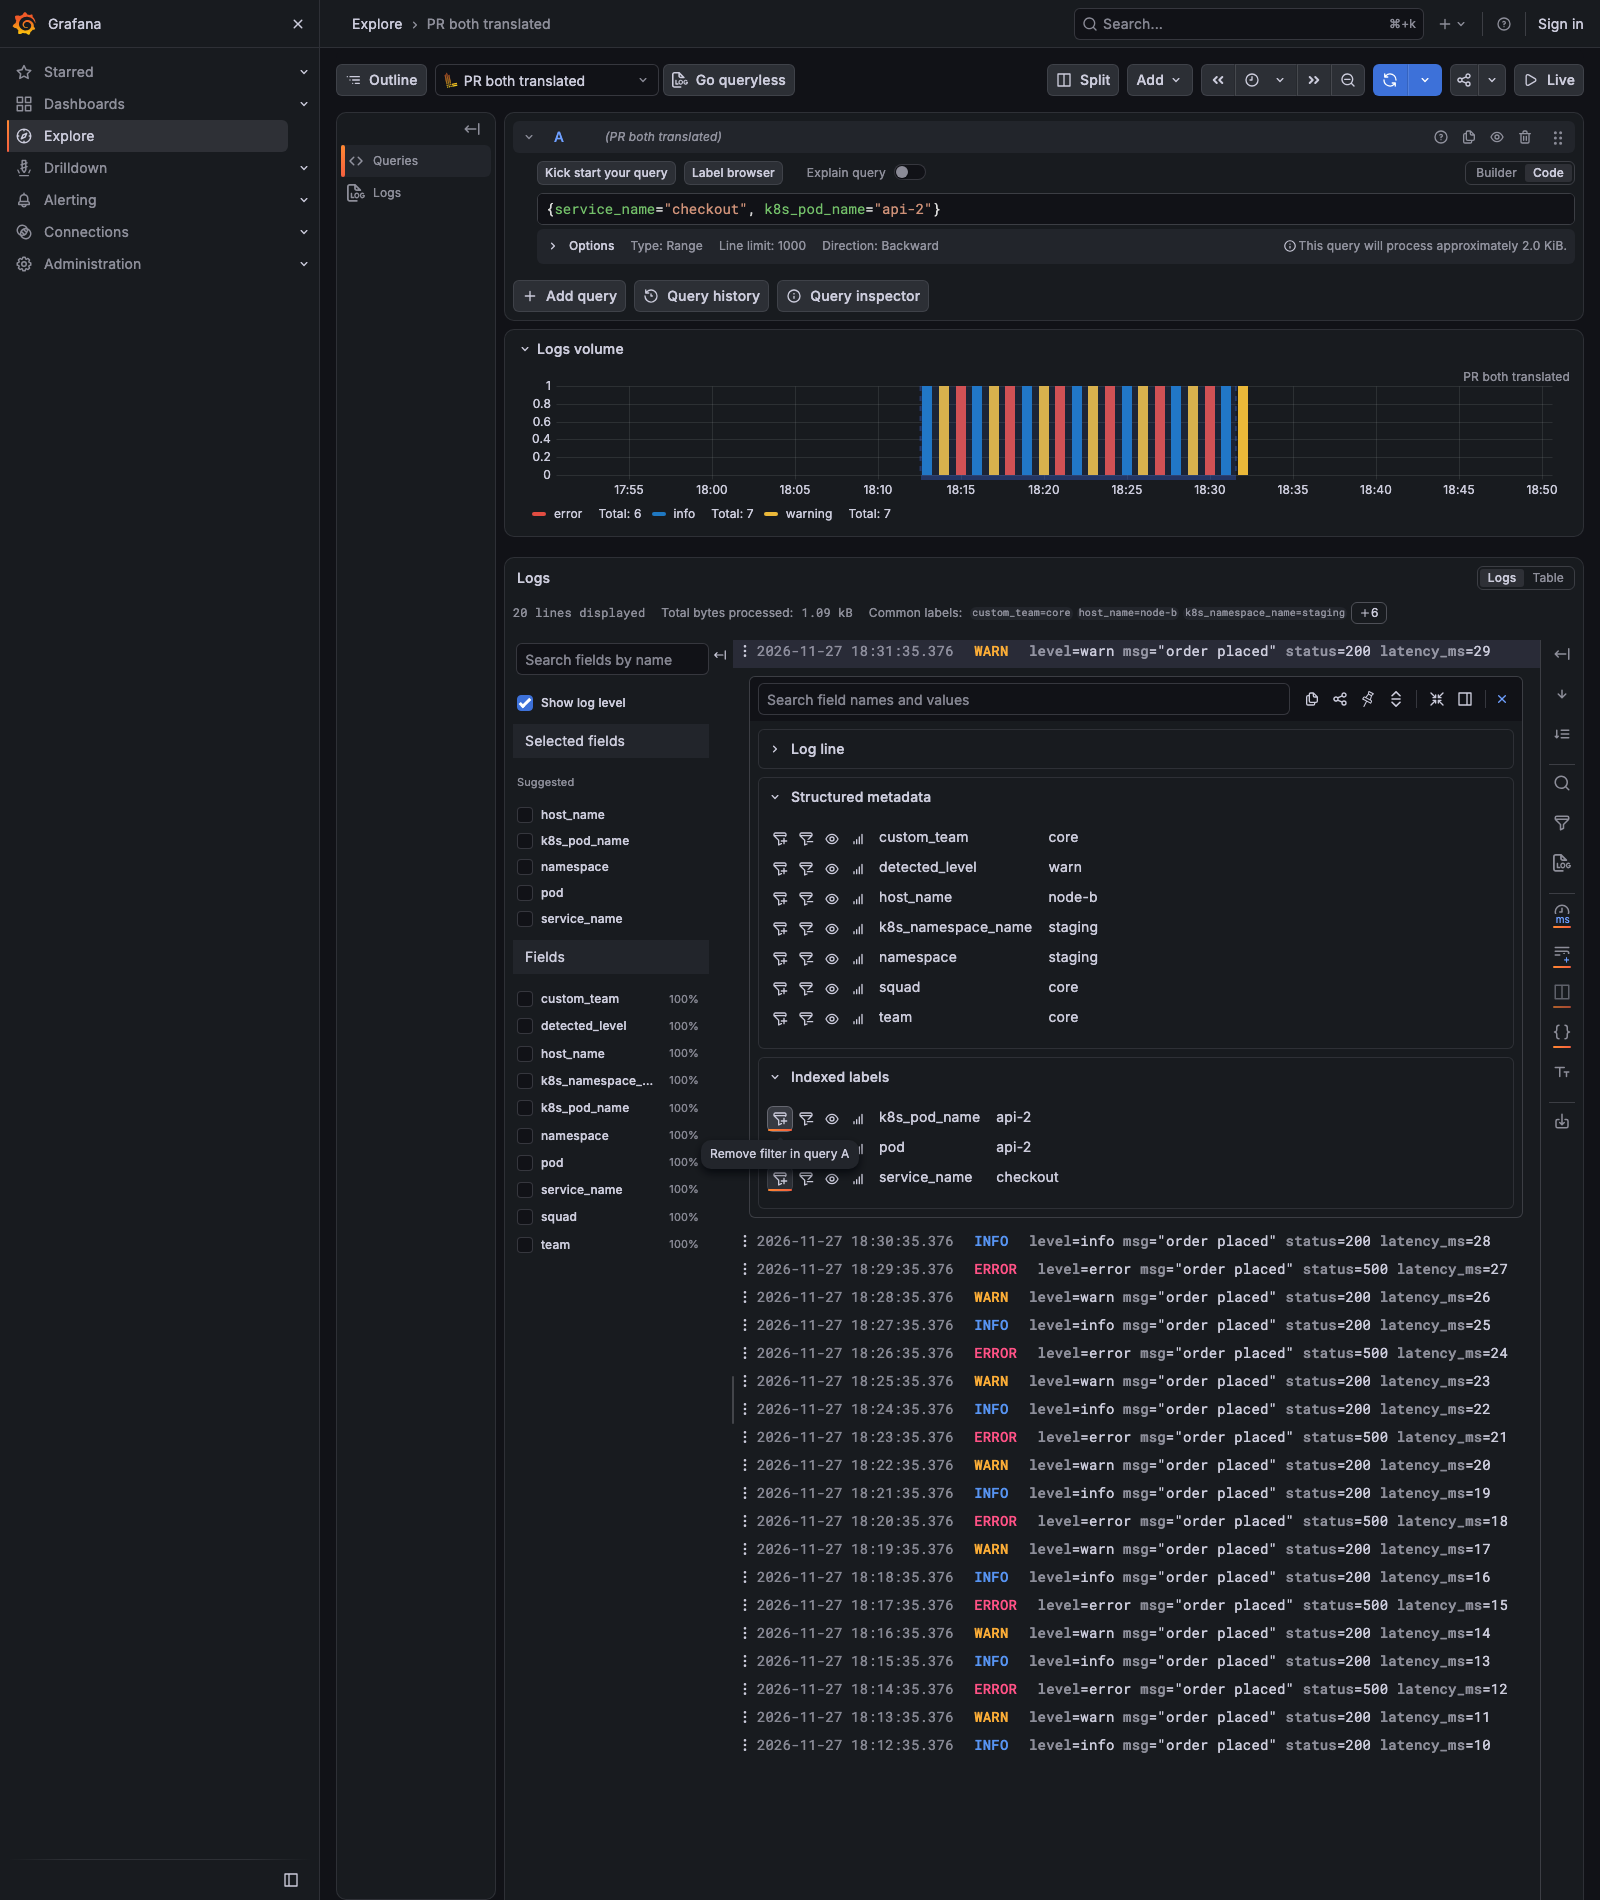 Grafana
Explore › PR both translated
Search...
⌘+k
Sign in
Starred
Dashboards
Explore
Drilldown
Alerting
Connections
Administration
Outline
PR both translated
Go queryless
Split
Add
Live
Queries
Logs
A
(PR both translated)
Kick start your query
Label browser
Explain query
Builder
Code
{service_name="checkout", k8s_pod_name="api-2"}
Options Type: Range Line limit: 1000 Direction: Backward
This query will process approximately 2.0 KiB.
Add query
Query history
Query inspector
Logs volume
PR both translated
1
0.8
0.6
0.4
0.2
0
17:55 18:00 18:05 18:10 18:15 18:20 18:25 18:30 18:35 18:40 18:45 18:50
error Total: 6 info Total: 7 warning Total: 7
Logs
Logs
Table
20 lines displayed Total bytes processed: 1.09 kB Common labels: custom_team=core host_name=node-b k8s_namespace_name=staging +6
Search fields by name
Show log level
Selected fields
Suggested
host_name
k8s_pod_name
namespace
pod
service_name
Fields
custom_team 100%
detected_level 100%
host_name 100%
k8s_namespace_... 100%
k8s_pod_name 100%
namespace 100%
pod 100%
service_name 100%
squad 100%
team 100%
2026-11-27 18:31:35.376 WARN level=warn msg="order placed" status=200 latency_ms=29
Search field names and values
Log line
Structured metadata
custom_team core
detected_level warn
host_name node-b
k8s_namespace_name staging
namespace staging
squad core
team core
Indexed labels
k8s_pod_name api-2
Remove filter in query A
pod api-2
service_name checkout
2026-11-27 18:30:35.376 INFO level=info msg="order placed" status=200 latency_ms=28
2026-11-27 18:29:35.376 ERROR level=error msg="order placed" status=500 latency_ms=27
2026-11-27 18:28:35.376 WARN level=warn msg="order placed" status=200 latency_ms=26
2026-11-27 18:27:35.376 INFO level=info msg="order placed" status=200 latency_ms=25
2026-11-27 18:26:35.376 ERROR level=error msg="order placed" status=500 latency_ms=24
2026-11-27 18:25:35.376 WARN level=warn msg="order placed" status=200 latency_ms=23
2026-11-27 18:24:35.376 INFO level=info msg="order placed" status=200 latency_ms=22
2026-11-27 18:23:35.376 ERROR level=error msg="order placed" status=500 latency_ms=21
2026-11-27 18:22:35.376 WARN level=warn msg="order placed" status=200 latency_ms=20
2026-11-27 18:21:35.376 INFO level=info msg="order placed" status=200 latency_ms=19
2026-11-27 18:20:35.376 ERROR level=error msg="order placed" status=500 latency_ms=18
2026-11-27 18:19:35.376 WARN level=warn msg="order placed" status=200 latency_ms=17
2026-11-27 18:18:35.376 INFO level=info msg="order placed" status=200 latency_ms=16
2026-11-27 18:17:35.376 ERROR level=error msg="order placed" status=500 latency_ms=15
2026-11-27 18:16:35.376 WARN level=warn msg="order placed" status=200 latency_ms=14
2026-11-27 18:15:35.376 INFO level=info msg="order placed" status=200 latency_ms=13
2026-11-27 18:14:35.376 ERROR level=error msg="order placed" status=500 latency_ms=12
2026-11-27 18:13:35.376 WARN level=warn msg="order placed" status=200 latency_ms=11
2026-11-27 18:12:35.376 INFO level=info msg="order placed" status=200 latency_ms=10
LOG
ms
Tт